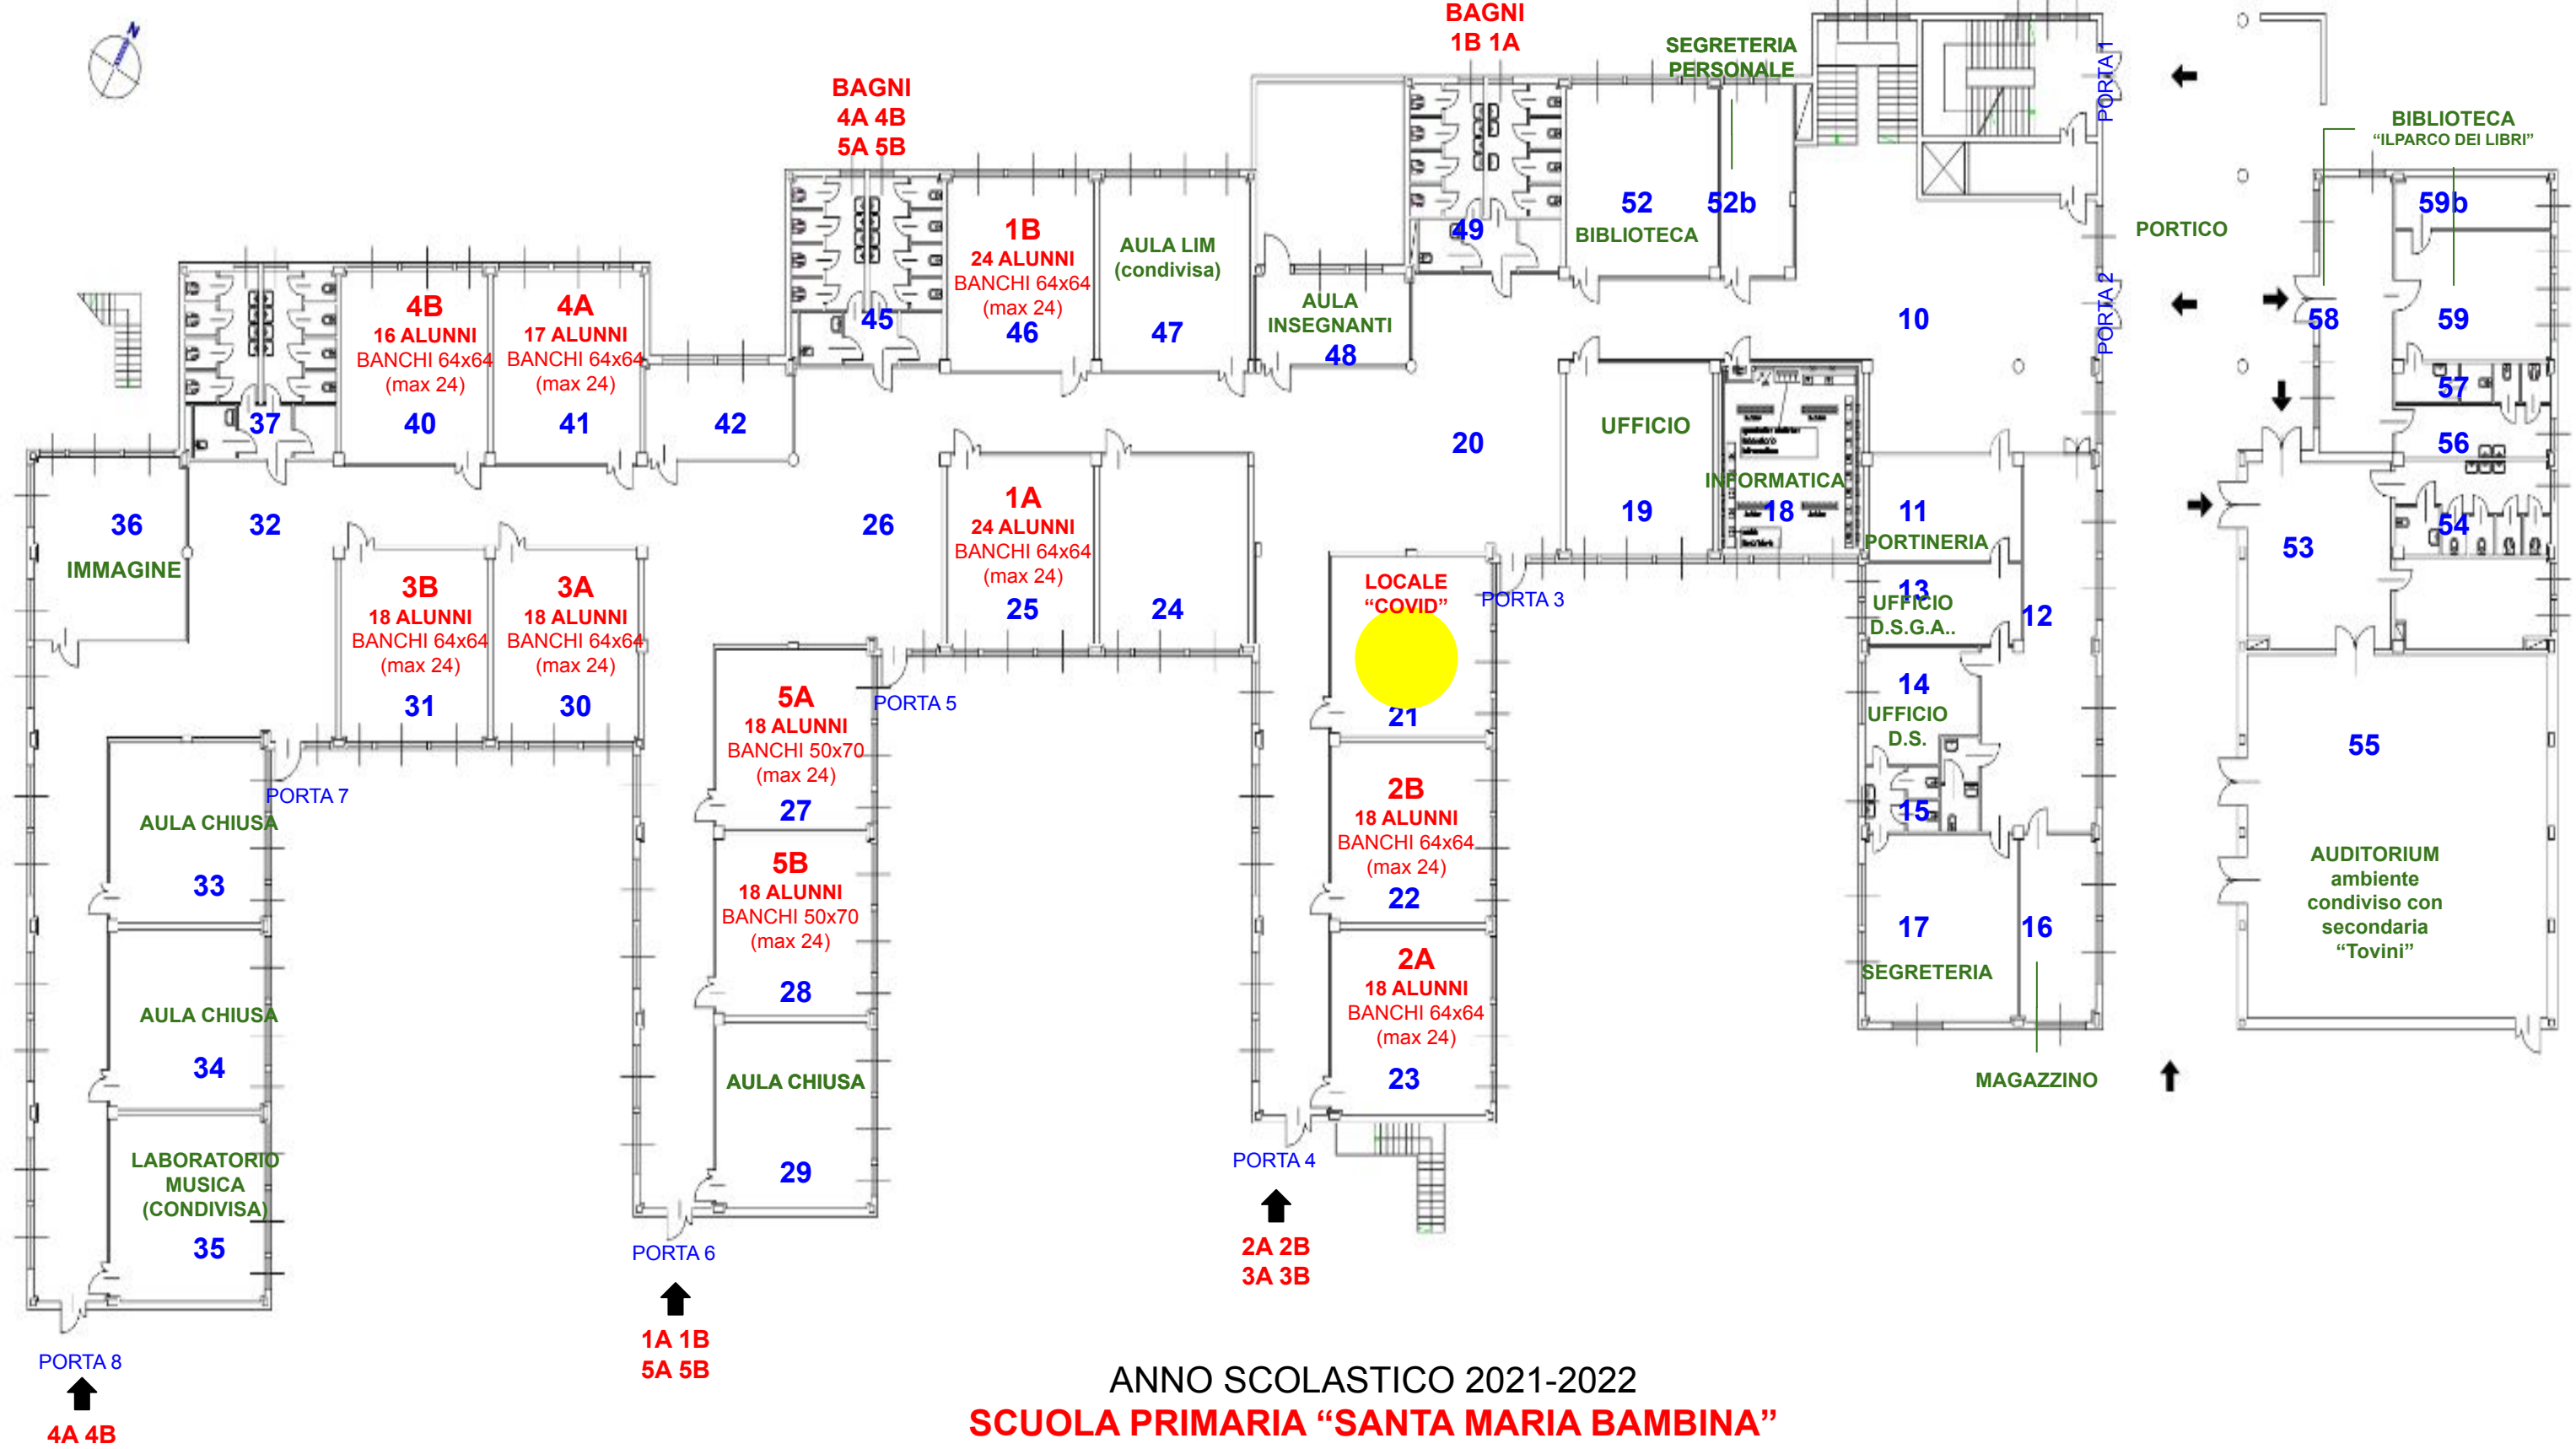 N
BAGNI
1B 1A
SEGRETERIA
PERSONALE
PORTA1
BAGNI
4A 4B
5A 5B
BIBLIOTECA
“ILPARCO DEI LIBRI”
1B
24 ALUNNI
BANCHI 64x64
(max 24)
46
AULA LIM
(condivisa)
47
45
49
52
BIBLIOTECA
52b
PORTICO
59b
4B
16 ALUNNI
BANCHI 64x64
(max 24)
40
4A
17 ALUNNI
BANCHI 64x64
(max 24)
41
AULA
INSEGNANTI
48
10
PORTA 2
58
59
57
37
42
20
UFFICIO
19
INFORMATICA
18
56
54
53
36
IMMAGINE
32
26
1A
24 ALUNNI
BANCHI 64x64
(max 24)
25
24
LOCALE
“COVID”
21
PORTA 3
11
PORTINERIA
13
UFFICIO
D.S.G.A..
12
3B
18 ALUNNI
BANCHI 64x64
(max 24)
31
3A
18 ALUNNI
BANCHI 64x64
(max 24)
30
5A
18 ALUNNI
BANCHI 50x70
(max 24)
27
PORTA 5
14
UFFICIO
D.S.
15
55
PORTA 7
AULA CHIUSA
33
5B
18 ALUNNI
BANCHI 50x70
(max 24)
28
2B
18 ALUNNI
BANCHI 64x64
(max 24)
22
17
SEGRETERIA
16
AUDITORIUM
ambiente
condiviso con
secondaria
“Tovini”
AULA CHIUSA
34
AULA CHIUSA
29
2A
18 ALUNNI
BANCHI 64x64
(max 24)
23
MAGAZZINO
LABORATORIO
MUSICA
(CONDIVISA)
35
PORTA 4
2A 2B
3A 3B
PORTA 6
1A 1B
5A 5B
PORTA 8
4A 4B
ANNO SCOLASTICO 2021-2022
SCUOLA PRIMARIA “SANTA MARIA BAMBINA”